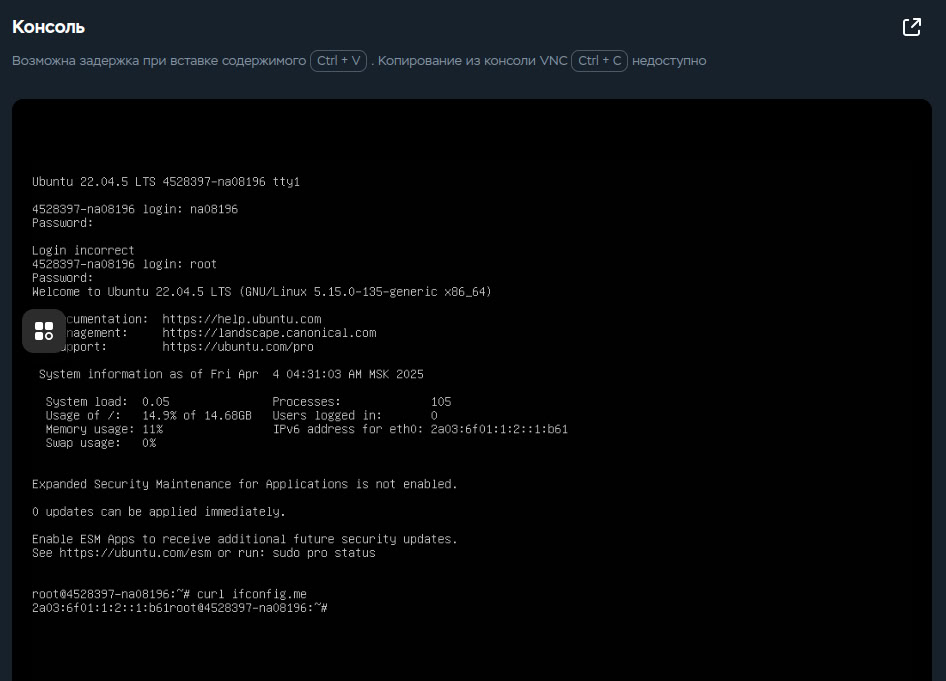 Консоль
Возможна задержка при вставке содержимого Ctrl + V . Копирование из консоли VNC Ctrl + C недоступно
Ubuntu 22.04.5 LTS 4528397-na08196 tty1
4528397-na08196 login: na08196
Password:
Login incorrect
4528397-na08196 login: root
Password:
Welcome to Ubuntu 22.04.5 LTS (GNU/Linux 5.15.0-135-generic x86_64)
cumentation:  https://help.ubuntu.com
nagement:     https://landscape.canonical.com
pport:        https://ubuntu.com/pro
System information as of Fri Apr  4 04:31:03 AM MSK 2025
System load:  0.05               Processes:             105
Usage of /:   14.9% of 14.68GB   Users logged in:       0
Memory usage: 11%                IPv6 address for eth0: 2a03:6f01:1:2::1:b61
Swap usage:   0%
Expanded Security Maintenance for Applications is not enabled.
0 updates can be applied immediately.
Enable ESM Apps to receive additional future security updates.
See https://ubuntu.com/esm or run: sudo pro status
root@4528397-na08196:~# curl ifconfig.me
2a03:6f01:1:2::1:b61root@4528397-na08196:~#